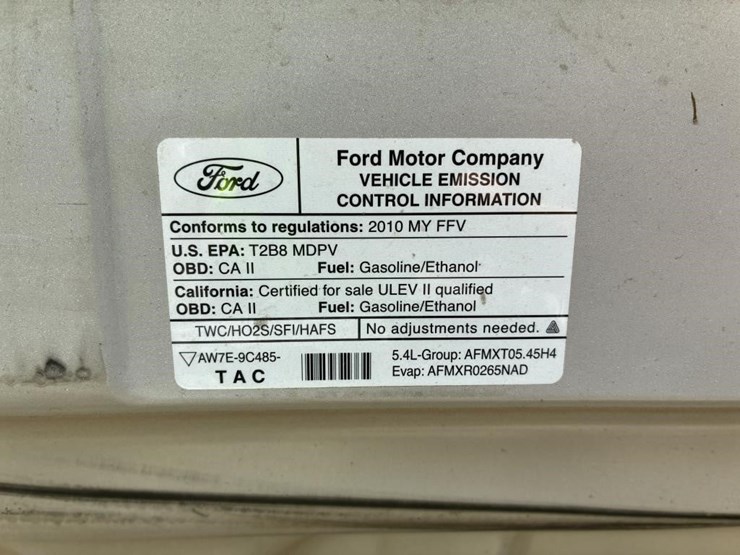 Ford
Ford Motor Company
VEHICLE EMISSION
CONTROL INFORMATION
Conforms to regulations: 2010 MY FFV
U.S. EPA: T2B8 MDPV
OBD: CA II Fuel: Gasoline/Ethanol
California: Certified for sale ULEV II qualified
OBD: CA II Fuel: Gasoline/Ethanol
TWC/HO2S/SFI/HAFS No adjustments needed.
AW7E-9C485-
TAC
5.4L-Group: AFMXT05.45H4
Evap: AFMXR0265NAD